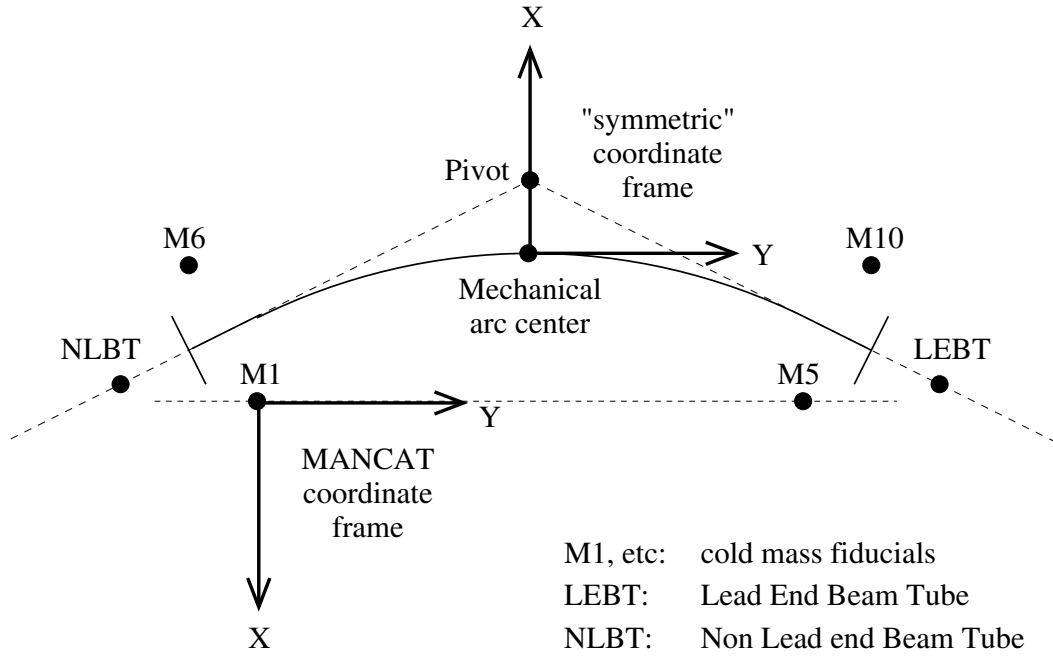 X
"symmetric"
coordinate
frame
Pivot
M6
M10
Y
Mechanical
arc center
NLBT
LEBT
M1
M5
Y
MANCAT
coordinate
frame
X
M1, etc: cold mass fiducials
LEBT: Lead End Beam Tube
NLBT: Non Lead end Beam Tube